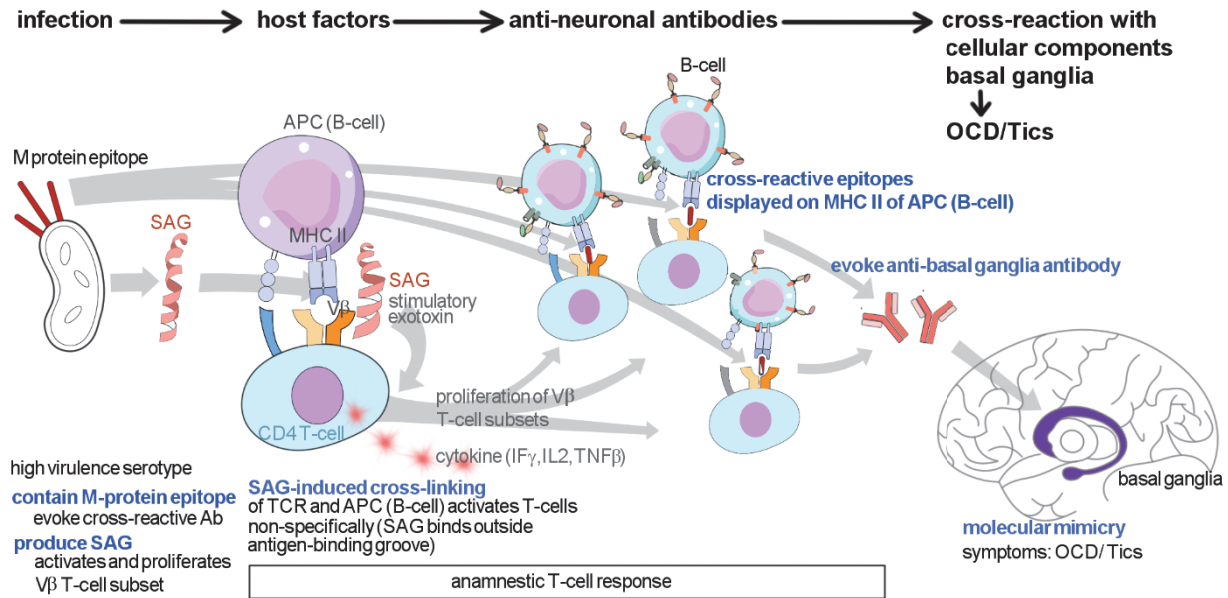 infection
host factors
anti-neuronal antibodies
cross-reaction with
cellular components
basal ganglia
OCD/Tics
B-cell
APC (B-cell)
M protein epitope
cross-reactive epitopes
displayed on MHC II of APC (B-cell)
SAG
MHC II
SAG
stimulatory
exotoxin
Vβ
evoke anti-basal ganglia antibody
proliferation of Vβ
T-cell subsets
CD4 T-cell
cytokine (IFγ, IL2, TNFβ)
high virulence serotype
contain M-protein epitope
evoke cross-reactive Ab
produce SAG
activates and proliferates
Vβ T-cell subset
SAG-induced cross-linking
of TCR and APC (B-cell) activates T-cells
non-specifically (SAG binds outside
antigen-binding groove)
basal ganglia
molecular mimicry
symptoms: OCD/ Tics
anamnestic T-cell response